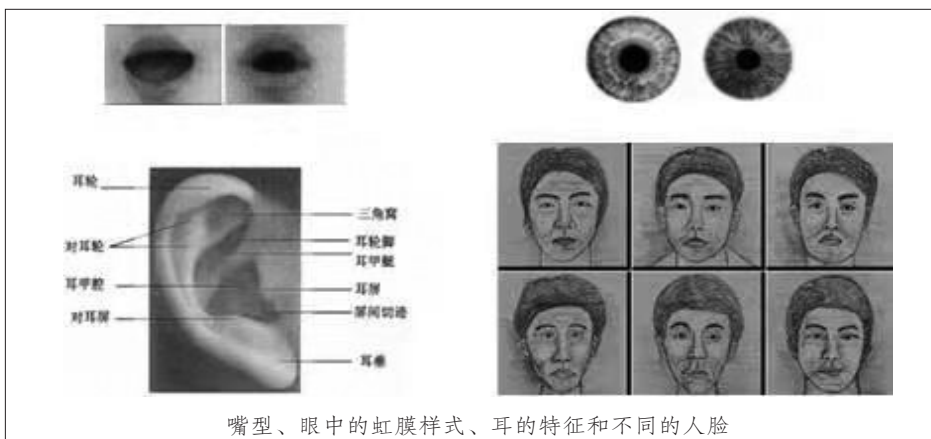 耳轮
三角窝
对耳轮
耳轮脚
耳甲艇
耳甲腔
耳屏
对耳屏
屏间切迹
耳垂
嘴型、眼中的虹膜样式、耳的特征和不同的人脸